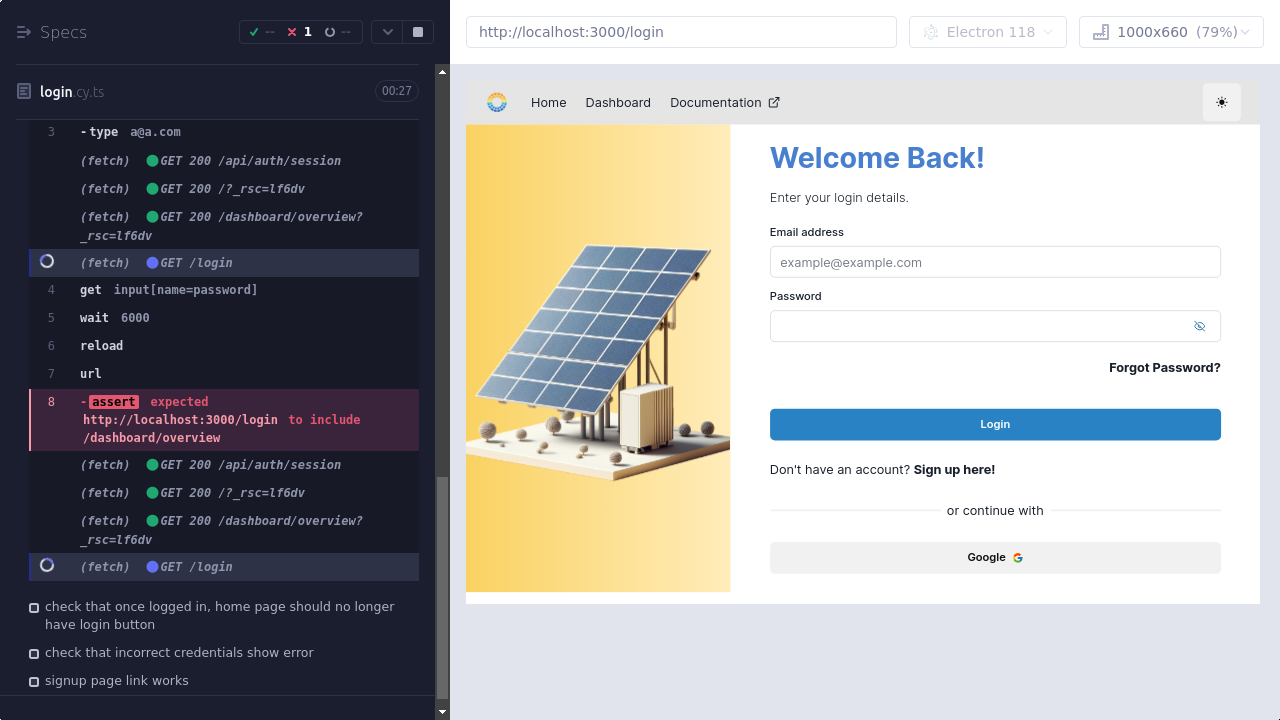 Specs
--
1
--
login.cy.ts
00:27
3 -type a@a.com
(fetch) GET 200 /api/auth/session
(fetch) GET 200 /?_rsc=lf6dv
(fetch) GET 200 /dashboard/overview?
_rsc=lf6dv
(fetch) GET /login
4 get input[name=password]
5 wait 6000
6 reload
7 url
8 -assert expected
http://localhost:3000/login to include
/dashboard/overview
(fetch) GET 200 /api/auth/session
(fetch) GET 200 /?_rsc=lf6dv
(fetch) GET 200 /dashboard/overview?
_rsc=lf6dv
(fetch) GET /login
check that once logged in, home page should no longer
have login button
check that incorrect credentials show error
signup page link works
http://localhost:3000/login
Electron 118
1000x660 (79%)
Home
Dashboard
Documentation
Welcome Back!
Enter your login details.
Email address
example@example.com
Password
Forgot Password?
Login
Don't have an account? Sign up here!
or continue with
Google